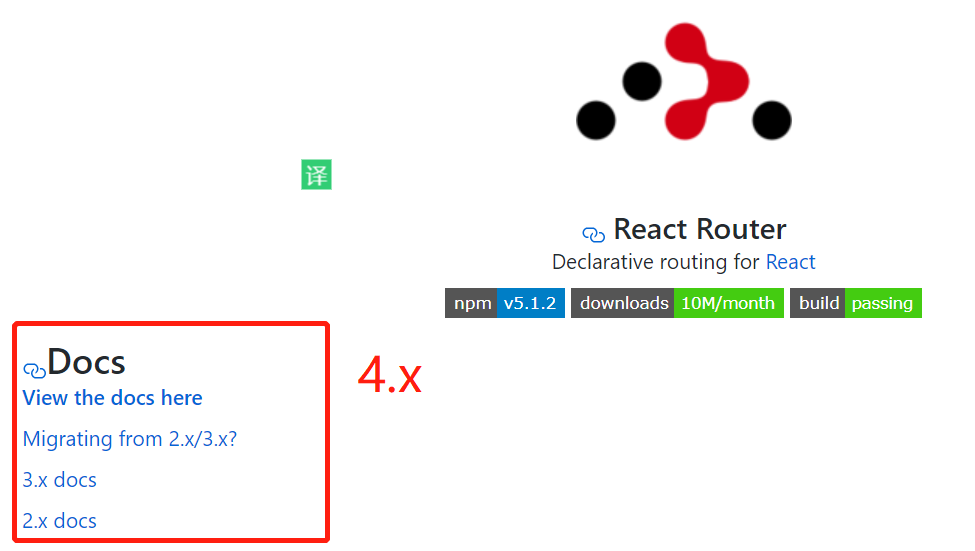 译
React Router
Declarative routing for React
npm v5.1.2 downloads 10M/month build passing
Docs
View the docs here
4.x
Migrating from 2.x/3.x?
3.x docs
2.x docs